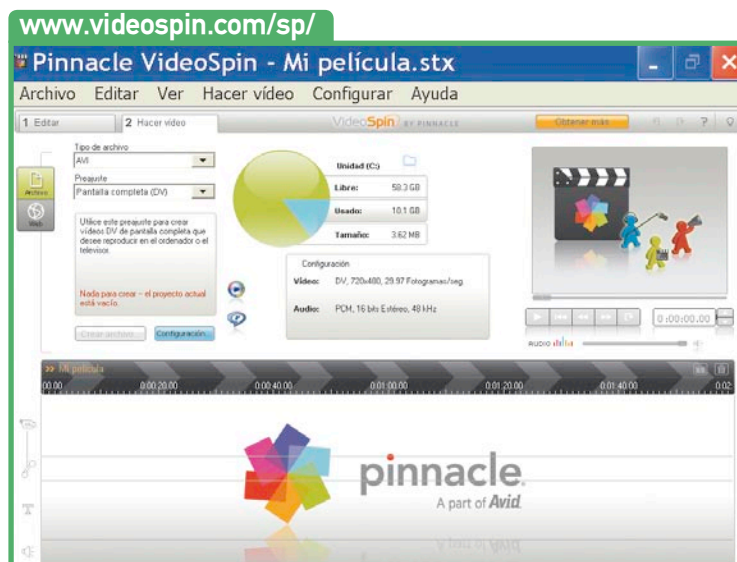 www.videospin.com/sp/
Pinnacle VideoSpin - Mi película.stx
Archivo Editar Ver Hacer vídeo Configurar Ayuda
1 Editar
2 Hacer vídeo
VideoSpin BY PINNACLE
Obtener más
?
Tipo de archivo
AVI
Preajuste
Pantalla completa (DV)
Archivo
Web
Utilice este preajuste para crear
vídeos DV de pantalla completa que
desee reproducir en el ordenador o el
televisor.
Nada para crear – el proyecto actual
está vacío.
Crear archivo...
Configuración...
Unidad (C:)
Libre: 58.3 GB
Usado: 10.1 GB
Tamaño: 3.62 MB
Configuración
Vídeo: DV, 720x480, 29.97 Fotogramas/seg.
Audio: PCM, 16 bits Estéreo, 48 kHz
0:00:00.00
AUDIO
Mi película
00.00 0:00:20.00 0:00:40.00 0:01:00.00 0:01:20.00 0:01:40.00 0:02
pinnacle
A part of Avid